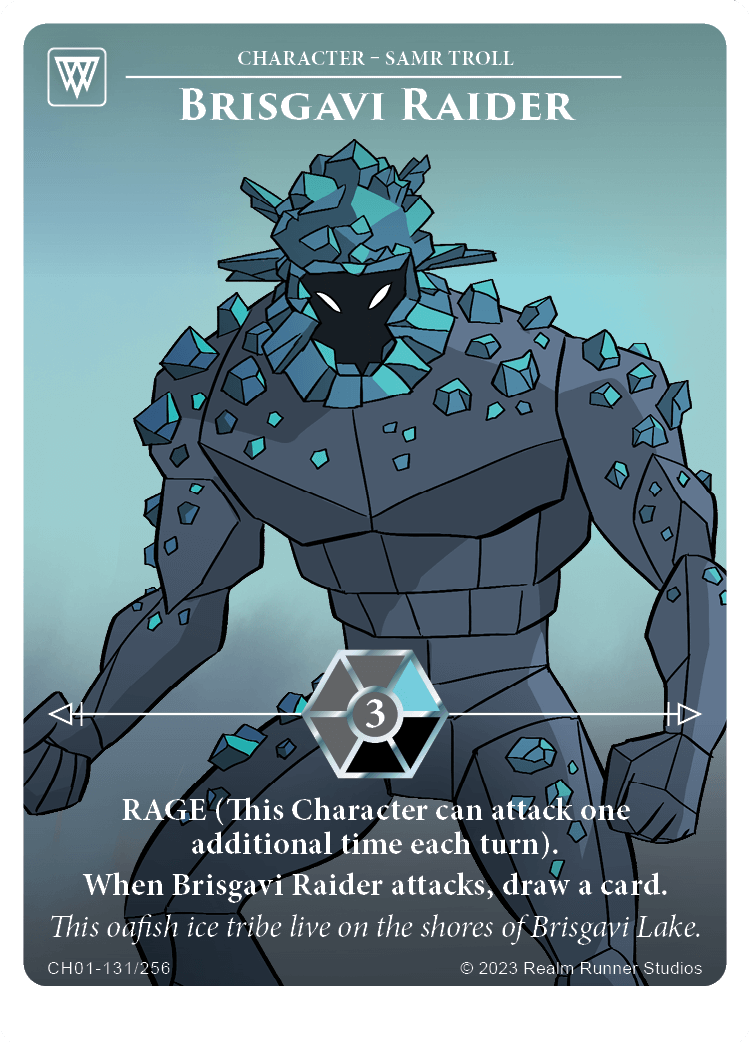 CHARACTER – SAMR TROLL
BRISGAVI RAIDER
3
RAGE (This Character can attack one
additional time each turn).
When Brisgavi Raider attacks, draw a card.
This oafish ice tribe live on the shores of Brisgavi Lake.
CH01-131/256
© 2023 Realm Runner Studios